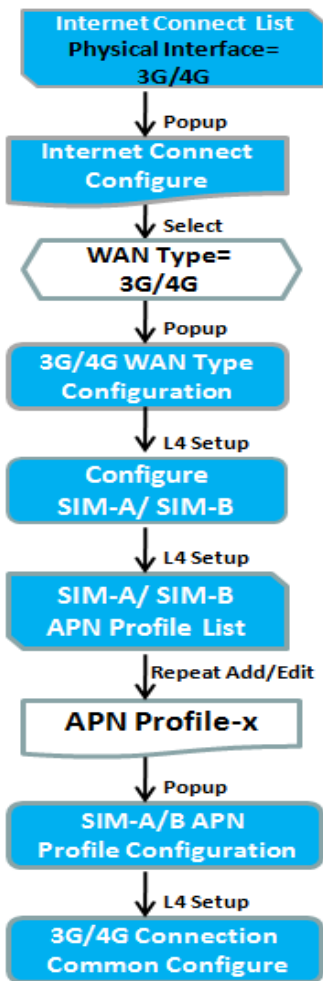 Internet Connect List
Physical Interface=
3G/4G
Popup
Internet Connect
Configure
Select
WAN Type=
3G/4G
Popup
3G/4G WAN Type
Configuration
L4 Setup
Configure
SIM-A/ SIM-B
L4 Setup
SIM-A/ SIM-B
APN Profile List
Repeat Add/Edit
APN Profile-x
Popup
SIM-A/B APN
Profile Configuration
L4 Setup
3G/4G Connection
Common Configure